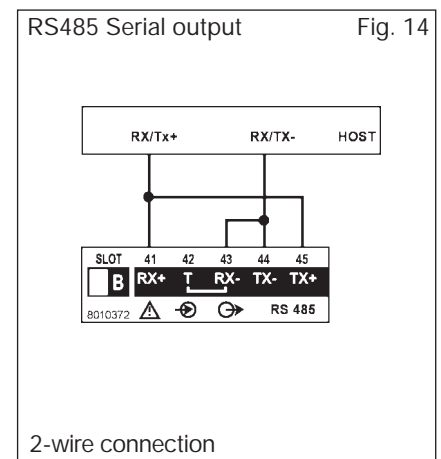 RS485 Serial output Fig. 14
RX/Tx+ RX/TX- HOST
SLOT 41 42 43 44 45
B RX+ T RX- TX- TX+
8010372 RS 485
2-wire connection